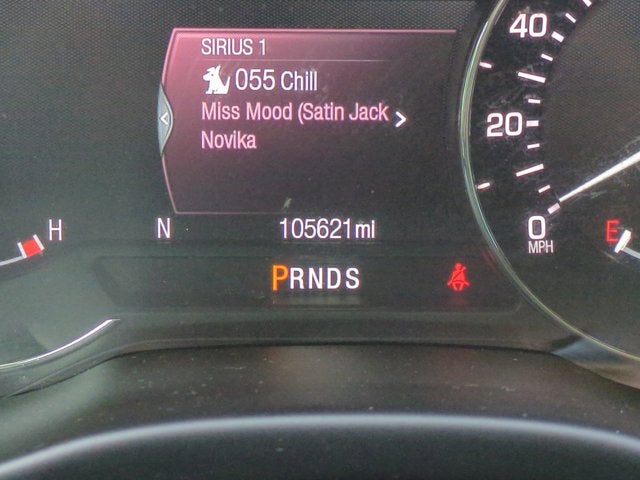 SIRIUS 1
055 Chill
Miss Mood (Satin Jack
Novika
40
20
0
MPH
H
N
105621mi
E
PRNDS